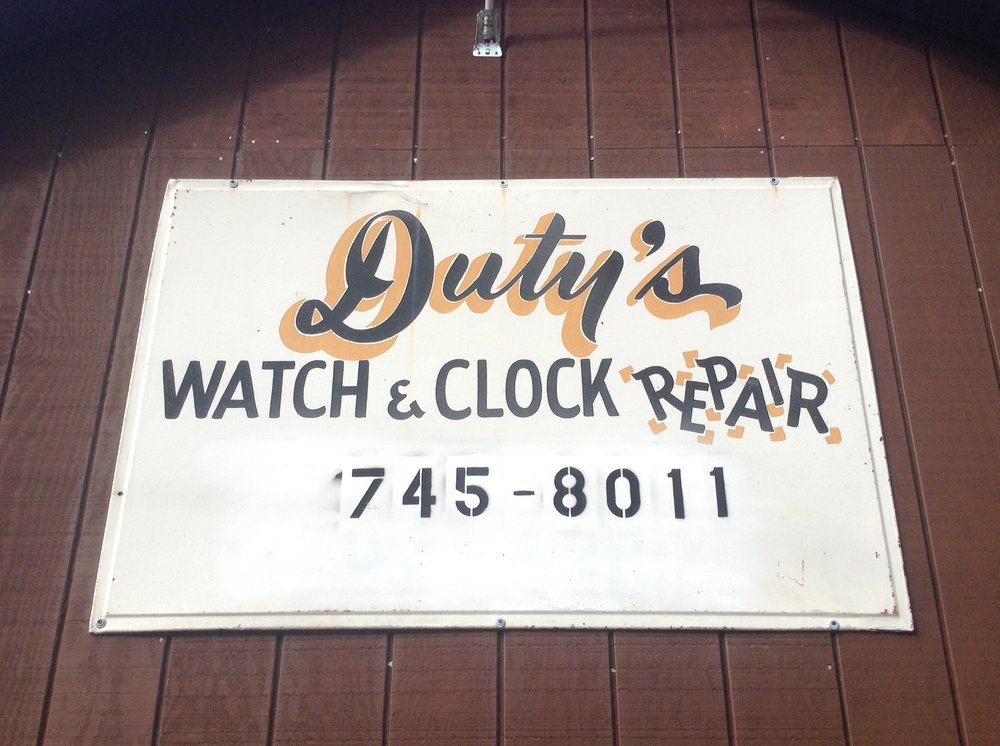 Duty's
WATCH & CLOCK REPAIR
745-8011